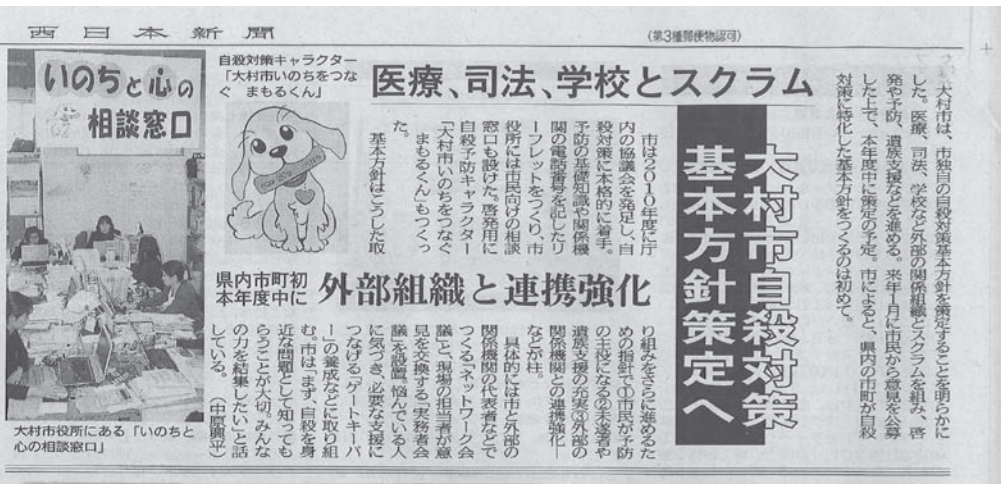 西日本新聞
(第3種郵便物認可)
医療、司法、学校とスクラム
大村市自殺対策
基本方針策定へ
県内市町初
本年度中に
外部組織と連携強化
大村市は、市独自の自殺対策基本方針を策定することを明らかに
した。医療、司法、学校など外部の関係組織とスクラムを組み、啓
発や予防、遺族支援などを進める。来年1月に市民から意見を公募
した上で、本年度中に策定の予定。市によると、県内の市町が自殺
対策に特化した基本方針をつくるのは初めて。
市は2010年度に庁
内の協議会を発足し、自
殺対策に本格的に着手。
予防の基礎知識や関係機
関の電話番号を記したリ
ーフレットをつくり、市
役所には市民向けの相談
窓口も設けた。啓発用に
自殺予防キャラクター
「大村市いのちをつなぐ
まもるくん」もつくっ
た。
基本方針はこうした取
り組みをさらに進めるた
めの指針で①市民が予防
の主役になる②未遂者や
遺族支援の充実③外部の
関係機関との連携強化―
などが柱。
具体的には市と外部の
関係機関の代表者などで
つくる「ネットワーク会
議」と、現場の担当者が意
見を交換する「実務者会
議」を設置。悩んでいる人
に気づき、必要な支援に
つなげる「ゲートキーパ
ー」の養成などに取り組
む。市は「まず、自殺を身
近な問題として知っても
らうことが大切。みんな
の力を結集したい」と話
している。
(中原興平)
自殺対策キャラクター
「大村市いのちをつな
ぐ まもるくん」
いのちと心の
相談窓口
大村市役所にある「いのちと
心の相談窓口」